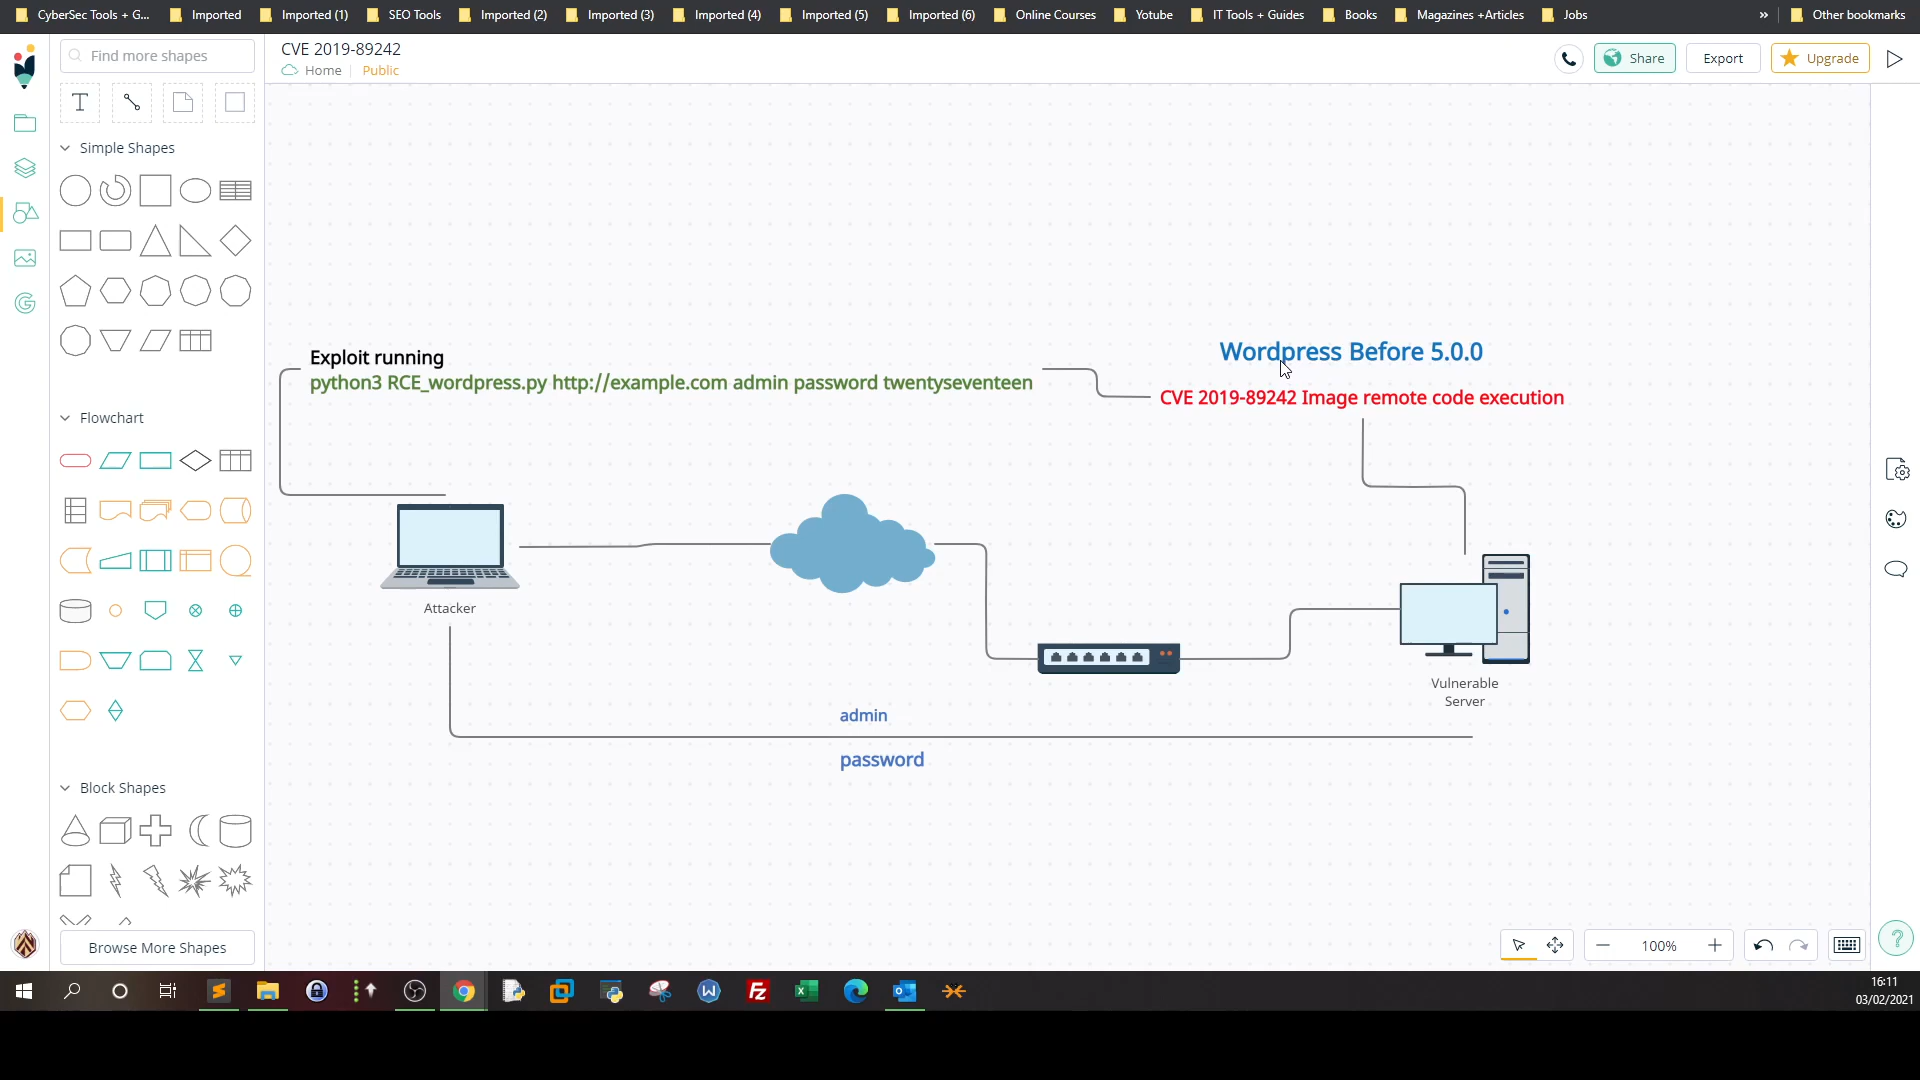 CyberSec Tools + G...
Imported
Imported (1)
SEO Tools
Imported (2)
Imported (3)
Imported (4)
Imported (5)
Imported (6)
Online Courses
Yotube
IT Tools + Guides
Books
Magazines +Articles
Jobs
»
Other bookmarks
Find more shapes
CVE 2019-89242
Home
Public
Share
Export
Upgrade
T
Simple Shapes
Flowchart
Block Shapes
Browse More Shapes
Exploit running
python3 RCE_wordpress.py http://example.com admin password twentyseventeen
Wordpress Before 5.0.0
CVE 2019-89242 Image remote code execution
Attacker
Vulnerable
Server
admin
password
100%
?
16:11
03/02/2021